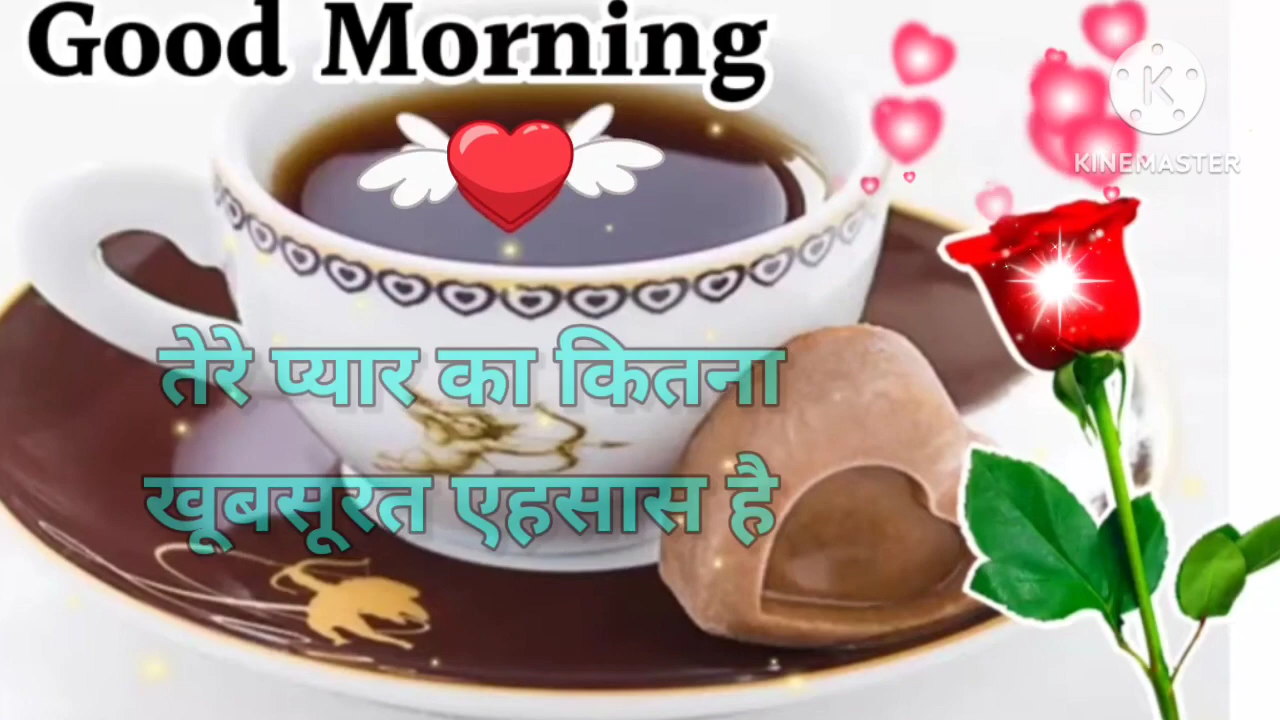 Good Morning
KINEMASTER
तेरे प्यार का कितना
खूबसूरत एहसास है